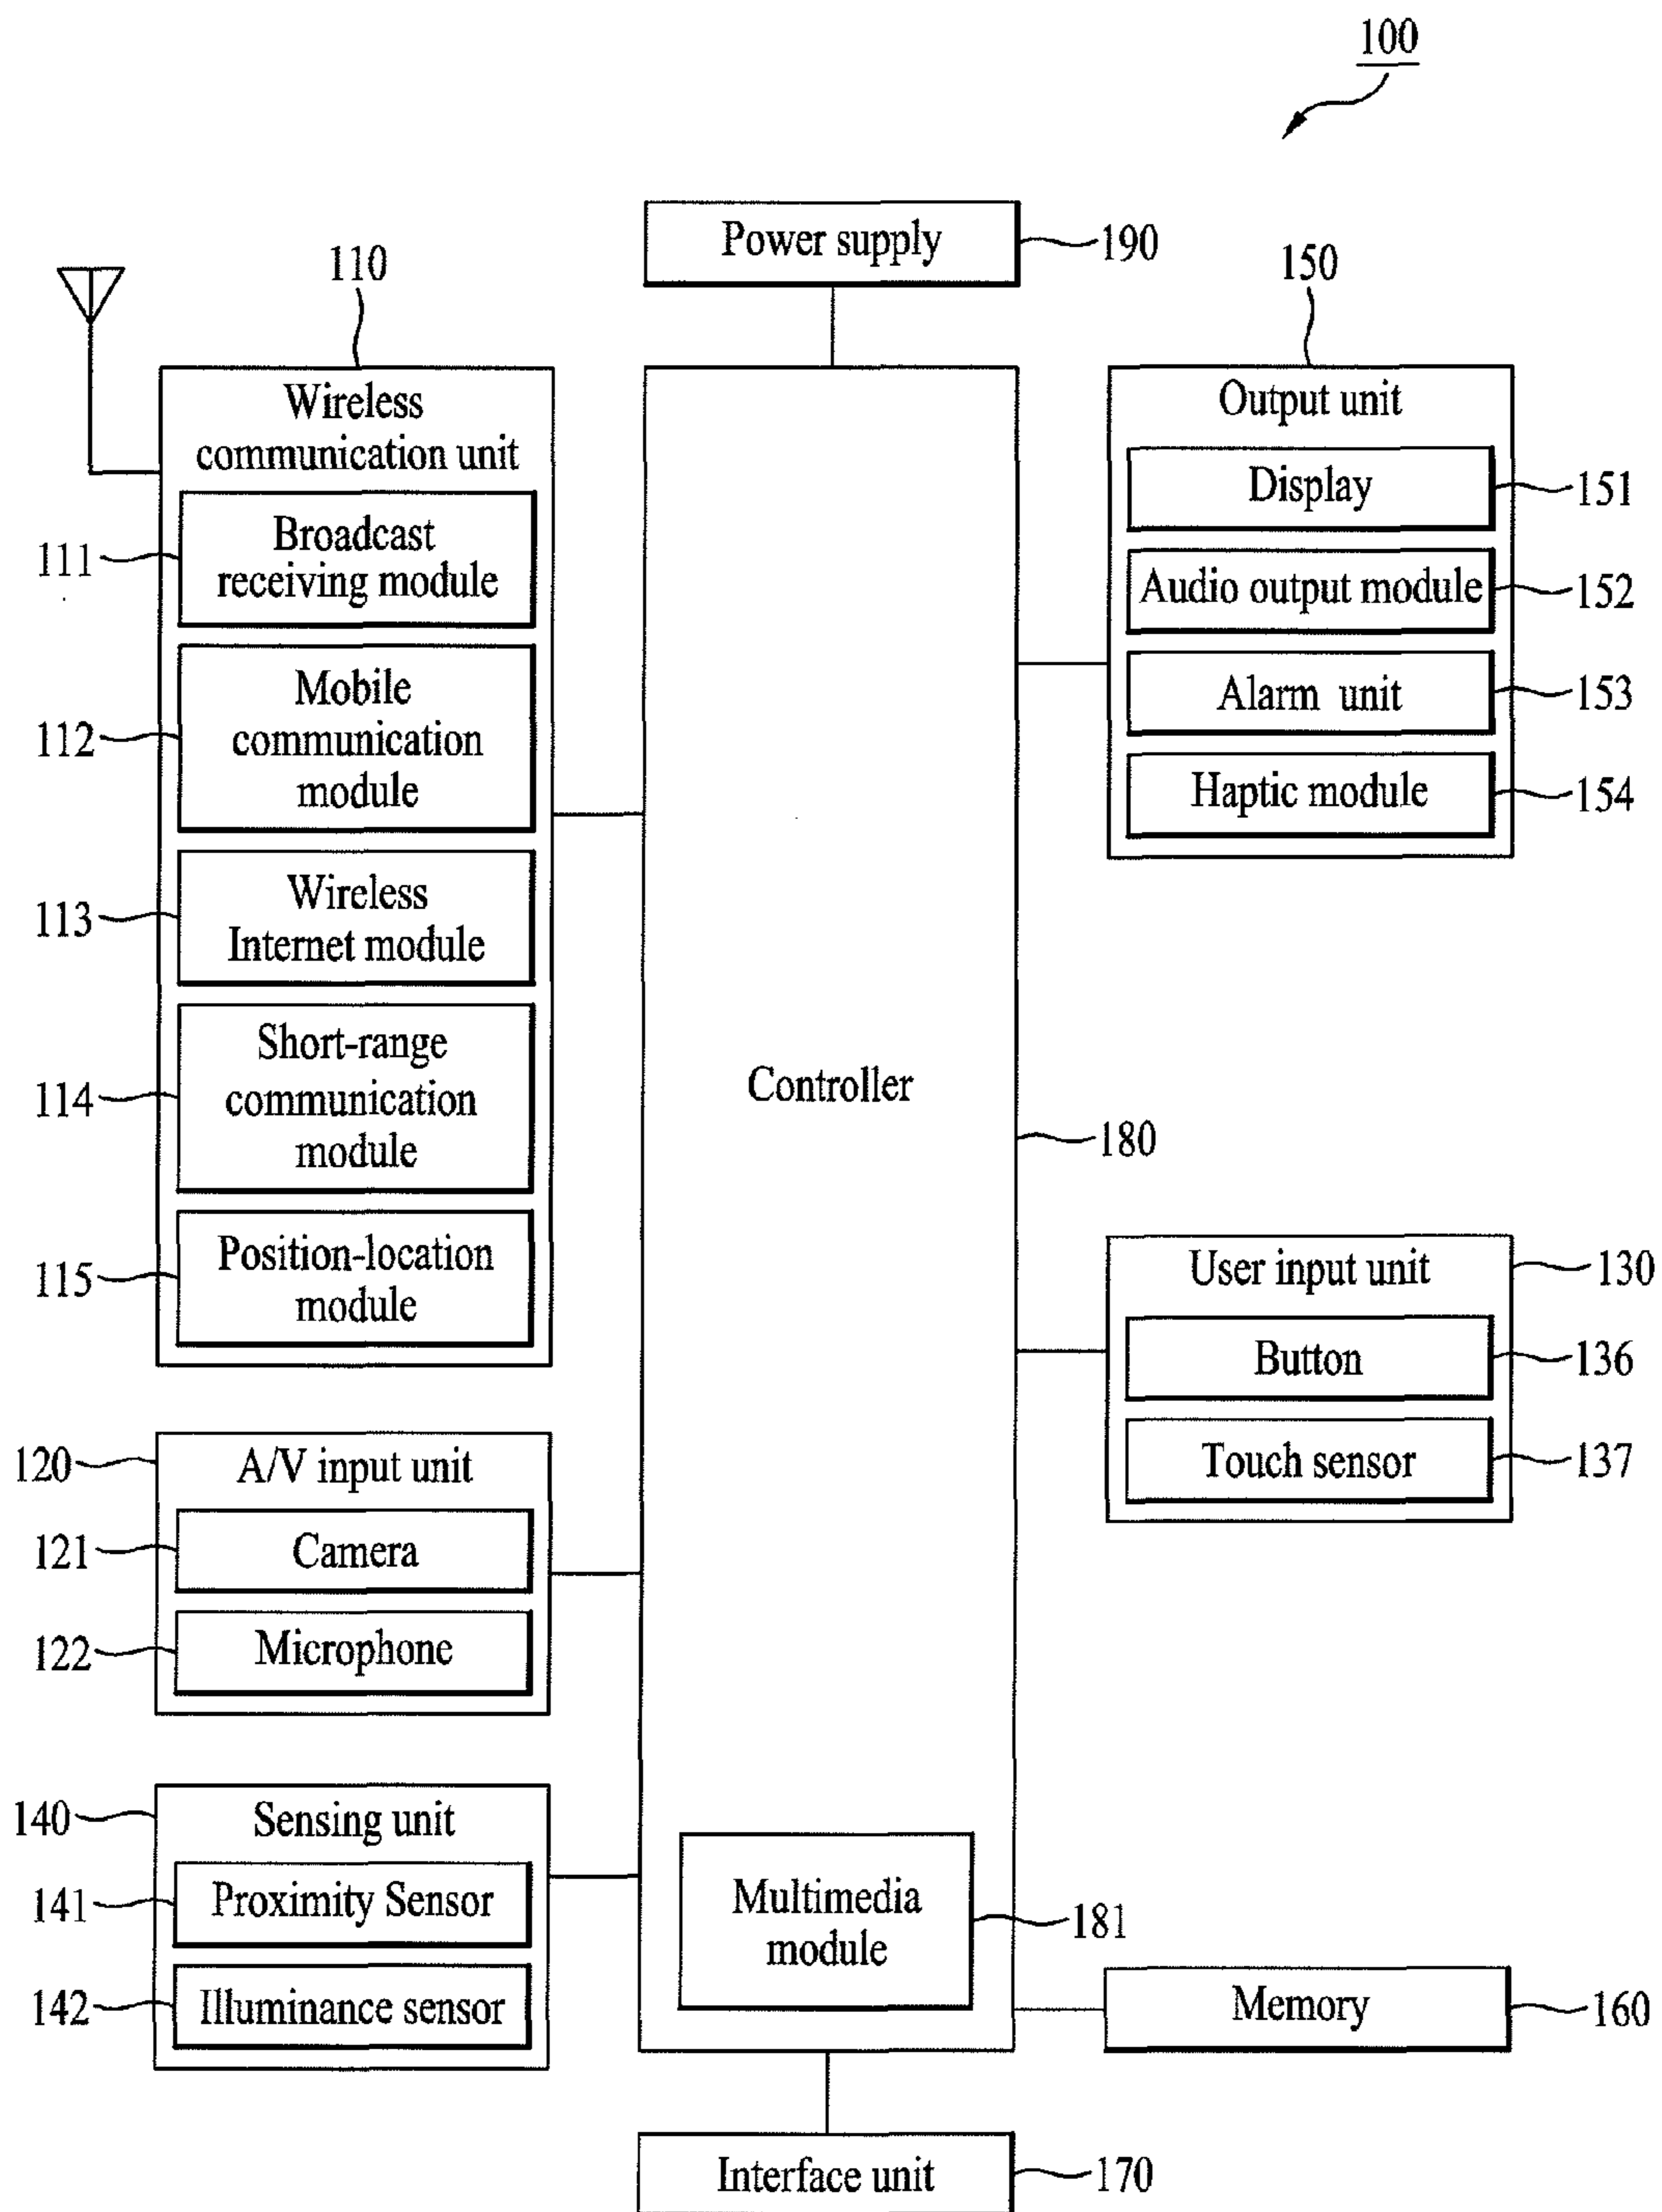 100
Power supply
190
110
Wireless
communication unit
111
Broadcast
receiving module
112
Mobile
communication
module
113
Wireless
Internet module
114
Short-range
communication
module
115
Position-location
module
120
A/V input unit
121
Camera
122
Microphone
140
Sensing unit
141
Proximity Sensor
142
Illuminance sensor
Controller
180
Multimedia
module
181
150
Output unit
Display
151
Audio output module
152
Alarm unit
153
Haptic module
154
User input unit
130
Button
136
Touch sensor
137
Memory
160
Interface unit
170